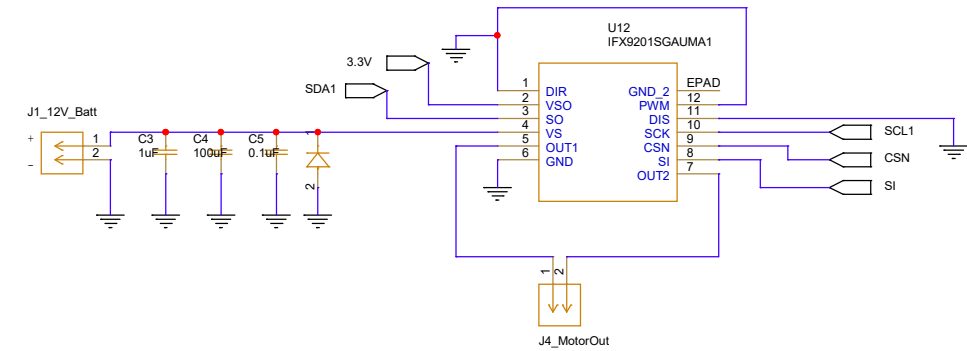 U12
IFX9201SGAUMA1
3.3V
SDA1
J1_12V_Batt
+
1
2
−
C3
1uF
C4
100uF
C5
0.1uF
1
2
1 DIR
2 VSO
3 SO
4 VS
5 OUT1
6 GND
EPAD GND_2
12 PWM
11 DIS
10 SCK
9 CSN
8 SI
7 OUT2
SCL1
CSN
SI
1
2
J4_MotorOut